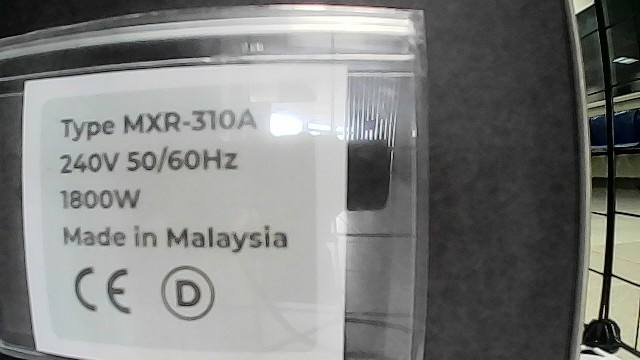 Type MXR-310A
240V 50/60Hz
1800W
Made in Malaysia
CE D